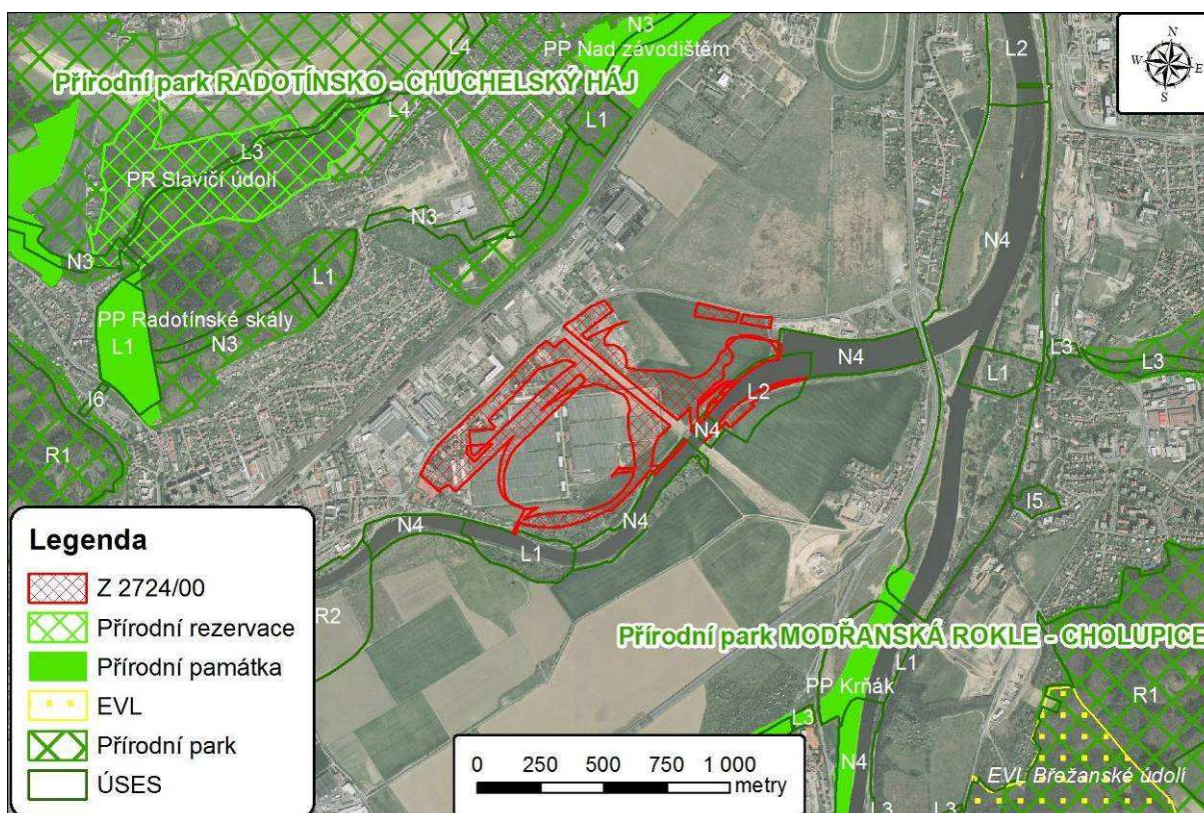 N3
L4
PP Nad závodištěm
L2
N
W E
S
Přírodní park RADOTÍNSKO - CHUCHELSKÝ HÁJ
L4
L1
L3
PR Slavičí údolí
N3
N3
N4
L1
PP Radotínské skály
L1
N3
N4
L3
L3
L1
L2
I6
N4
R1
I5
N4
N4
L1
R2
Přírodní park MODŘANSKÁ ROKLE - CHOLUPICE
L1
PP Krňák
R1
L3
N4
EVL Břežanské údolí
L3
L3
Legenda
Z 2724/00
Přírodní rezervace
Přírodní památka
EVL
Přírodní park
ÚSES
0 250 500 750 1 000
metry